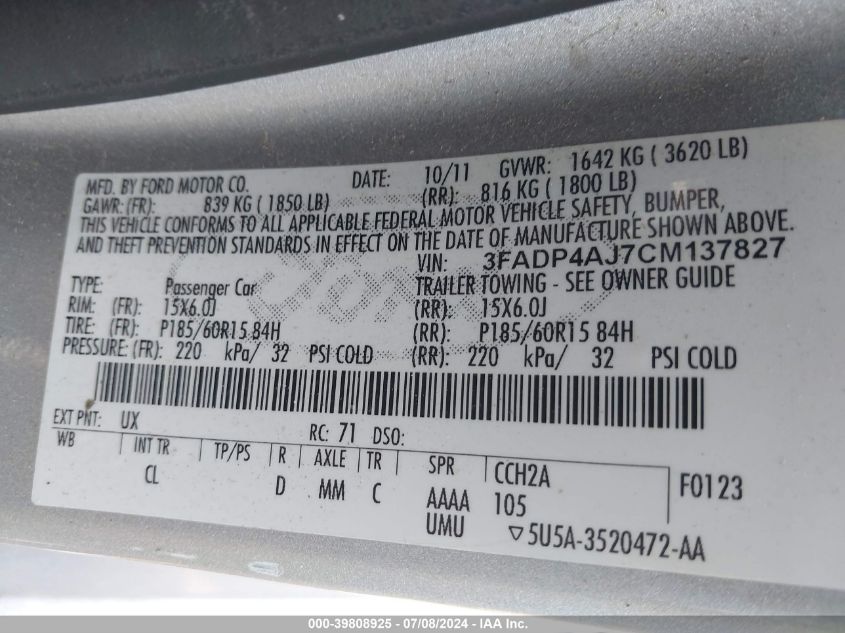 MFD. BY FORD MOTOR CO. DATE: 10/11 GVWR: 1642 KG ( 3620 LB)
GAWR: (FR): 839 KG ( 1850 LB) (RR): 816 KG ( 1800 LB)
THIS VEHICLE CONFORMS TO ALL APPLICABLE FEDERAL MOTOR VEHICLE SAFETY, BUMPER,
AND THEFT PREVENTION STANDARDS IN EFFECT ON THE DATE OF MANUFACTURE SHOWN ABOVE.
VIN: 3FADP4AJ7CM137827
TYPE: Passenger Car TRAILER TOWING - SEE OWNER GUIDE
RIM: (FR): 15X6.0J (RR): 15X6.0J
TIRE: (FR): P185/60R15 84H (RR): P185/60R15 84H
PRESSURE: (FR): 220 kPa/ 32 PSI COLD (RR): 220 kPa/ 32 PSI COLD
EXT PNT: UX RC: 71 DSO:
WB INT TR TP/PS R AXLE TR SPR CCH2A F0123
CL D MM C AAAA 105
UMU ▽5U5A-3520472-AA
000-39808925 | 07/08/2024 - IAA Inc.